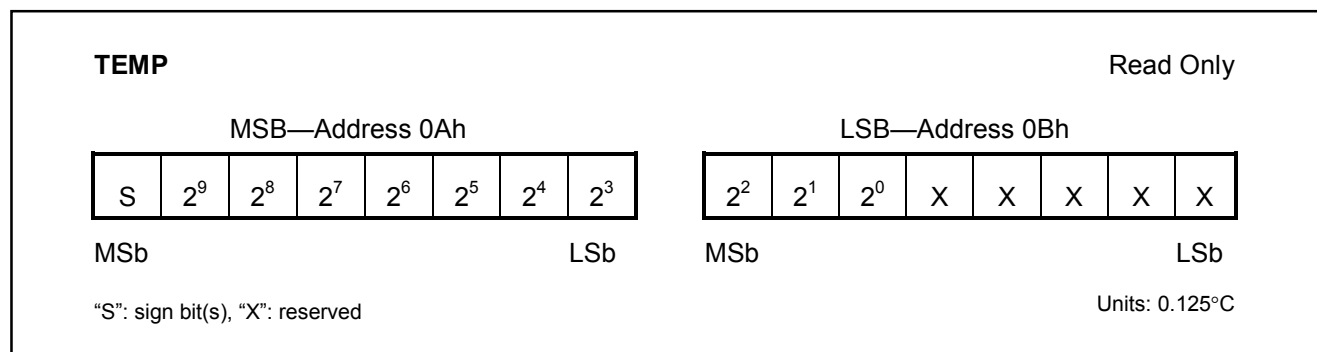 TEMP Read Only
MSB—Address 0Ah LSB—Address 0Bh
S 2⁹ 2⁸ 2⁷ 2⁶ 2⁵ 2⁴ 2³ 2² 2¹ 2⁰ X X X X X
MSb LSb MSb LSb
“S”: sign bit(s), “X”: reserved Units: 0.125°C